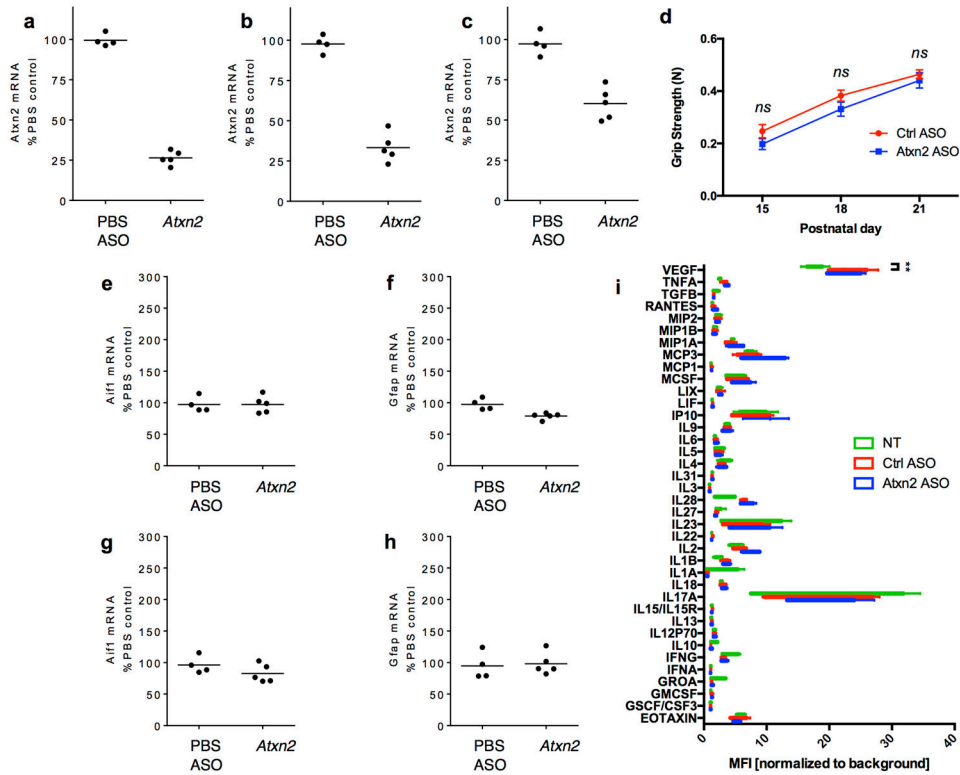 a
Atxn2 mRNA
% PBS control
100
75
50
25
0
PBS
ASO
Atxn2
b
Atxn2 mRNA
% PBS control
100
75
50
25
0
PBS
ASO
Atxn2
c
Atxn2 mRNA
% PBS control
100
75
50
25
0
PBS
ASO
Atxn2
d
Grip Strength (N)
0.6
0.4
0.2
0.0
ns
ns
ns
Ctrl ASO
Atxn2 ASO
15
18
21
Postnatal day
e
Aif1 mRNA
% PBS control
300
250
200
150
100
50
0
PBS
ASO
Atxn2
f
Gfap mRNA
% PBS control
300
250
200
150
100
50
0
PBS
ASO
Atxn2
g
Aif1 mRNA
% PBS control
300
250
200
150
100
50
0
PBS
ASO
Atxn2
h
Gfap mRNA
% PBS control
300
250
200
150
100
50
0
PBS
ASO
Atxn2
i
VEGF
TNFA
TGFB
RANTES
MIP2
MIP1B
MIP1A
MCP3
MCP1
MCSF
LIX
LIF
IP10
IL9
IL6
IL5
IL4
IL31
IL3
IL28
IL27
IL23
IL22
IL2
IL1B
IL1A
IL18
IL17A
IL15/IL15R
IL13
IL12P70
IL10
IFNG
IFNA
GROA
GMCSF
GSCF/CSF3
EOTAXIN
**
NT
Ctrl ASO
Atxn2 ASO
0
10
20
30
40
MFI [normalized to background]